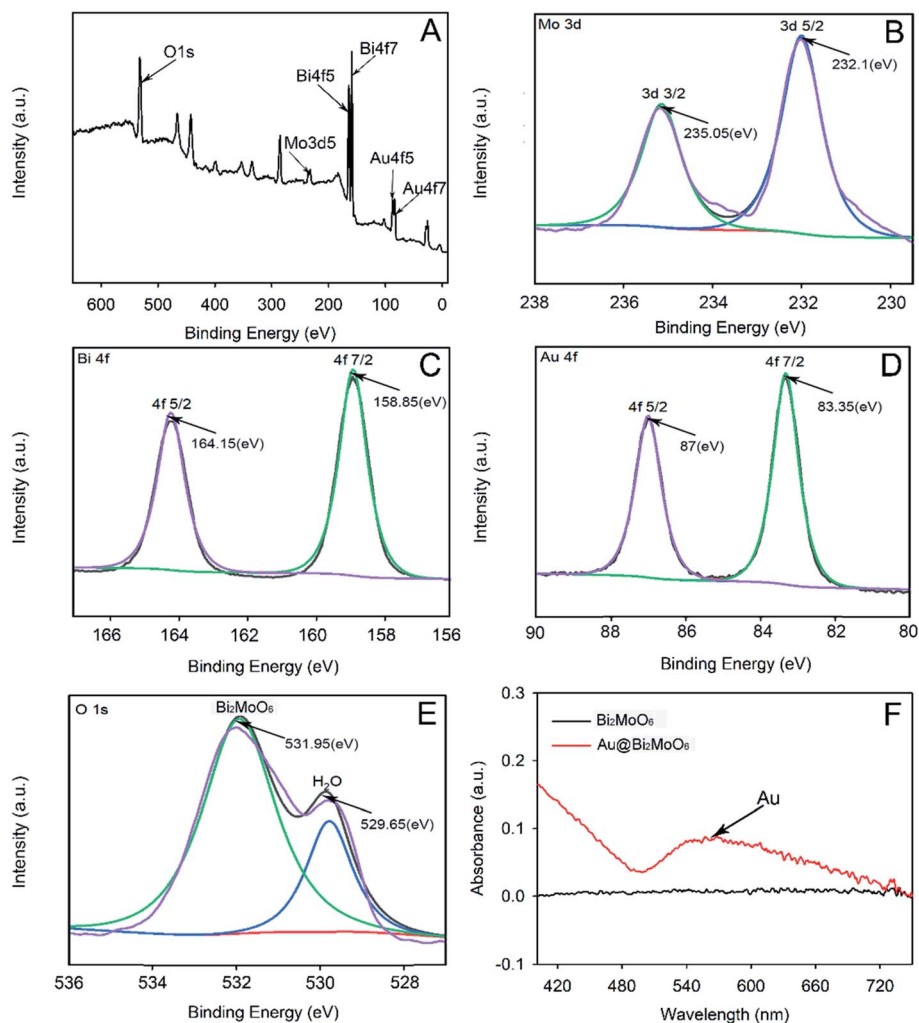 A
O1s
Bi4f7
Bi4f5
Mo3d5
Au4f5
Au4f7
Intensity (a.u.)
600 500 400 300 200 100 0
Binding Energy (eV)
Mo 3d
B
3d 5/2
232.1(eV)
3d 3/2
235.05(eV)
Intensity (a.u.)
238 236 234 232 230
Binding Energy (eV)
Bi 4f
C
4f 7/2
158.85(eV)
4f 5/2
164.15(eV)
Intensity (a.u.)
166 164 162 159 158 156
Binding Energy (eV)
Au 4f
D
4f 7/2
83.35(eV)
4f 5/2
87(eV)
Intensity (a.u.)
90 88 86 84 83 82 80
Binding Energy (eV)
O 1s
E
Bi₂MoO₆
531.95(eV)
H₂O
529.65(eV)
Intensity (a.u.)
536 535 534 532 530 528 527
Binding Energy (eV)
F
Bi₂MoO₆
Au@Bi₂MoO₆
Au
Absorbance (a.u.)
0.3
0.2
0.1
0.0
-0.1
420 480 540 600 660 720
Wavelength (nm)